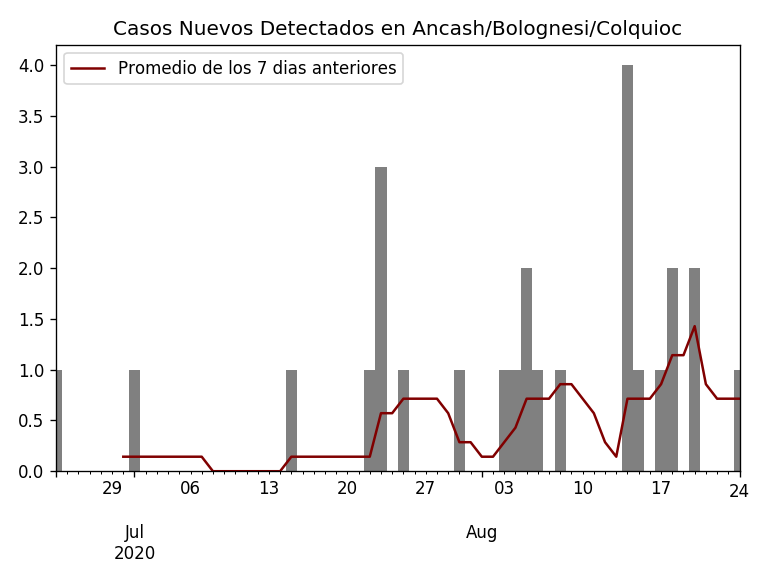 Casos Nuevos Detectados en Ancash/Bolognesi/Colquioc
Promedio de los 7 dias anteriores
4.0
3.5
3.0
2.5
2.0
1.5
1.0
0.5
0.0
29 06 13 20 27 03 10 17 24
Jul Aug
2020